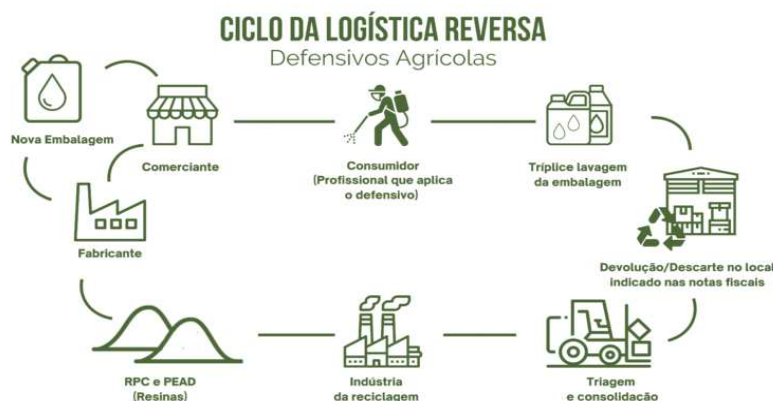 CICLO DA LOGÍSTICA REVERSA
Defensivos Agrícolas
Nova Embalagem
Comerciante
Consumidor
(Profissional que aplica
o defensivo)
Tríplice lavagem
da embalagem
Fabricante
Devolução/Descarte no local
indicado nas notas fiscais
RPC e PEAD
(Resinas)
Indústria
da reciclagem
Triagem
e consolidação